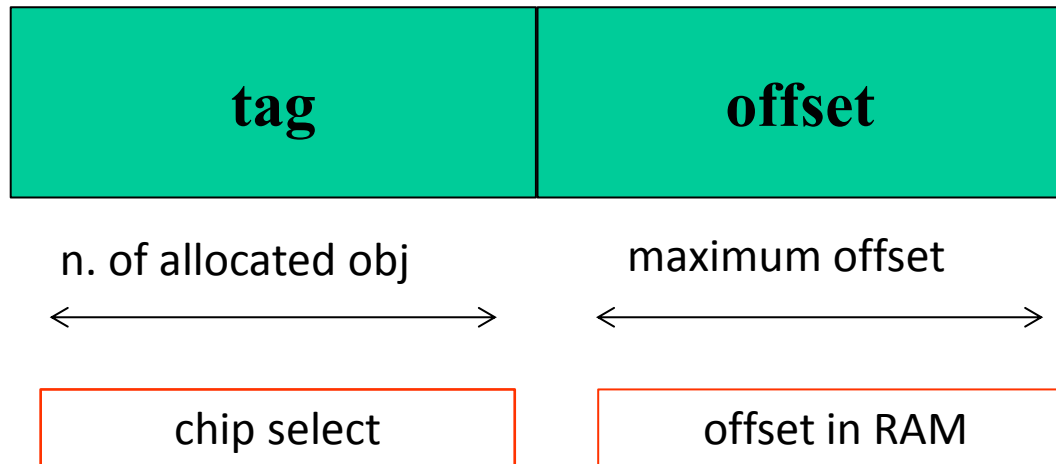 tag
offset
n. of allocated obj
maximum offset
chip select
offset in RAM